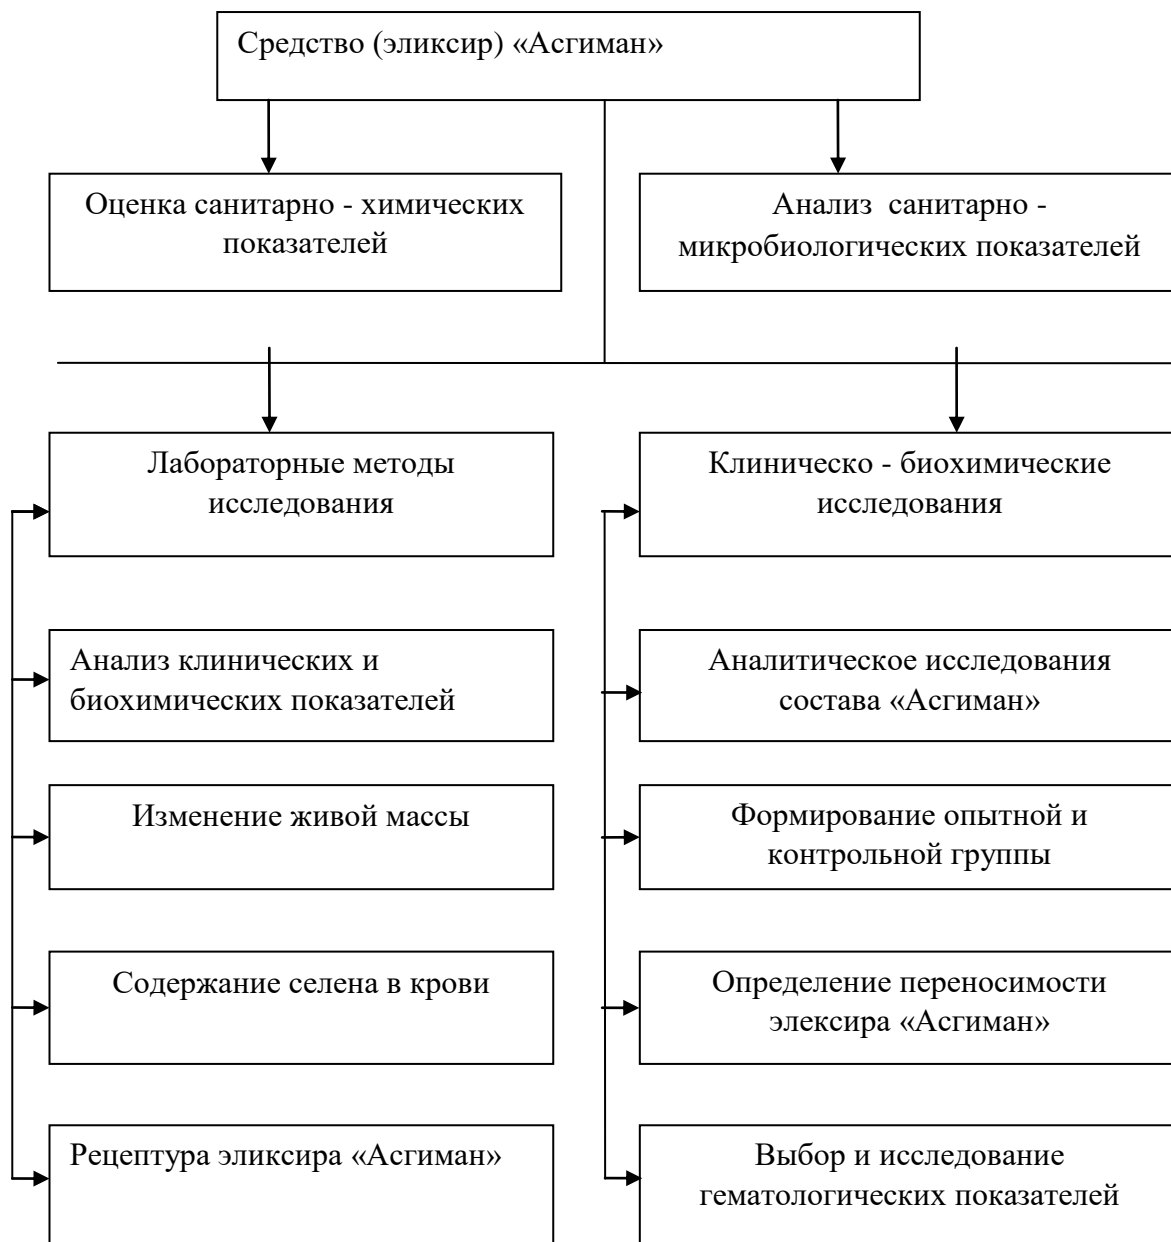 Средство (эликсир) «Асгиман»
Оценка санитарно - химических
показателей
Анализ санитарно -
микробиологических показателей
Лабораторные методы
исследования
Клиническо - биохимические
исследования
Анализ клинических и
биохимических показателей
Аналитическое исследования
состава «Асгиман»
Изменение живой массы
Формирование опытной и
контрольной группы
Содержание селена в крови
Определение переносимости
элексира «Асгиман»
Рецептура эликсира «Асгиман»
Выбор и исследование
гематологических показателей